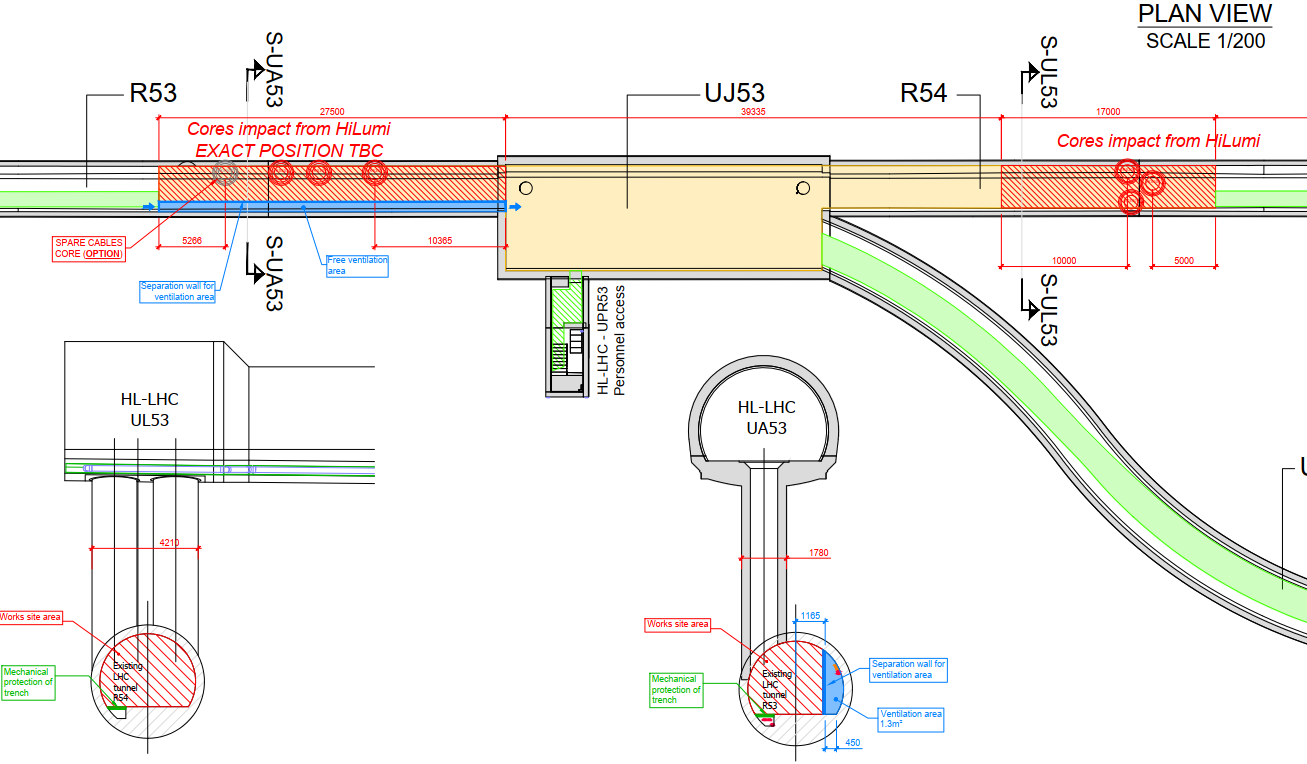 PLAN VIEW
SCALE 1/200
S-UA53
S-UL53
R53
UJ53
R54
27500
39335
17000
Cores impact from HiLumi
EXACT POSITION TBC
Cores impact from HiLumi
SPARE CABLES
CORE (OPTION)
5266
10365
10000
5000
S-UA53
S-UL53
Free ventilation
area
Separation wall for
ventilation area
HL-LHC - UPR53
Personnel access
HL-LHC
UL53
HL-LHC
UA53
U
4210
1780
Works site area
Existing
LHC
tunnel
R54
Mechanical
protection of
trench
1165
Works site area
Existing
LHC
tunnel
R53
Mechanical
protection of
trench
Separation wall for
ventilation area
Ventilation area
1.3m²
450